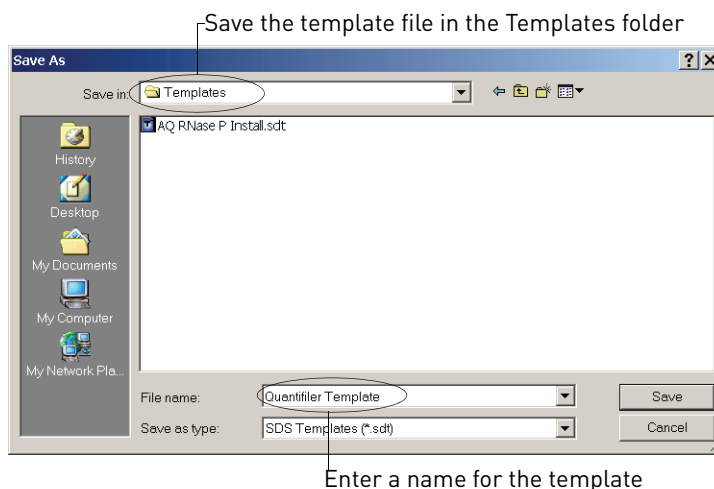 Save the template file in the Templates folder
Save As
Save in: Templates
AQ RNase P Install.sdt
History
Desktop
My Documents
My Computer
My Network Pla...
File name: Quantifiler Template Save
Save as type: SDS Templates (*.sdt) Cancel
Enter a name for the template